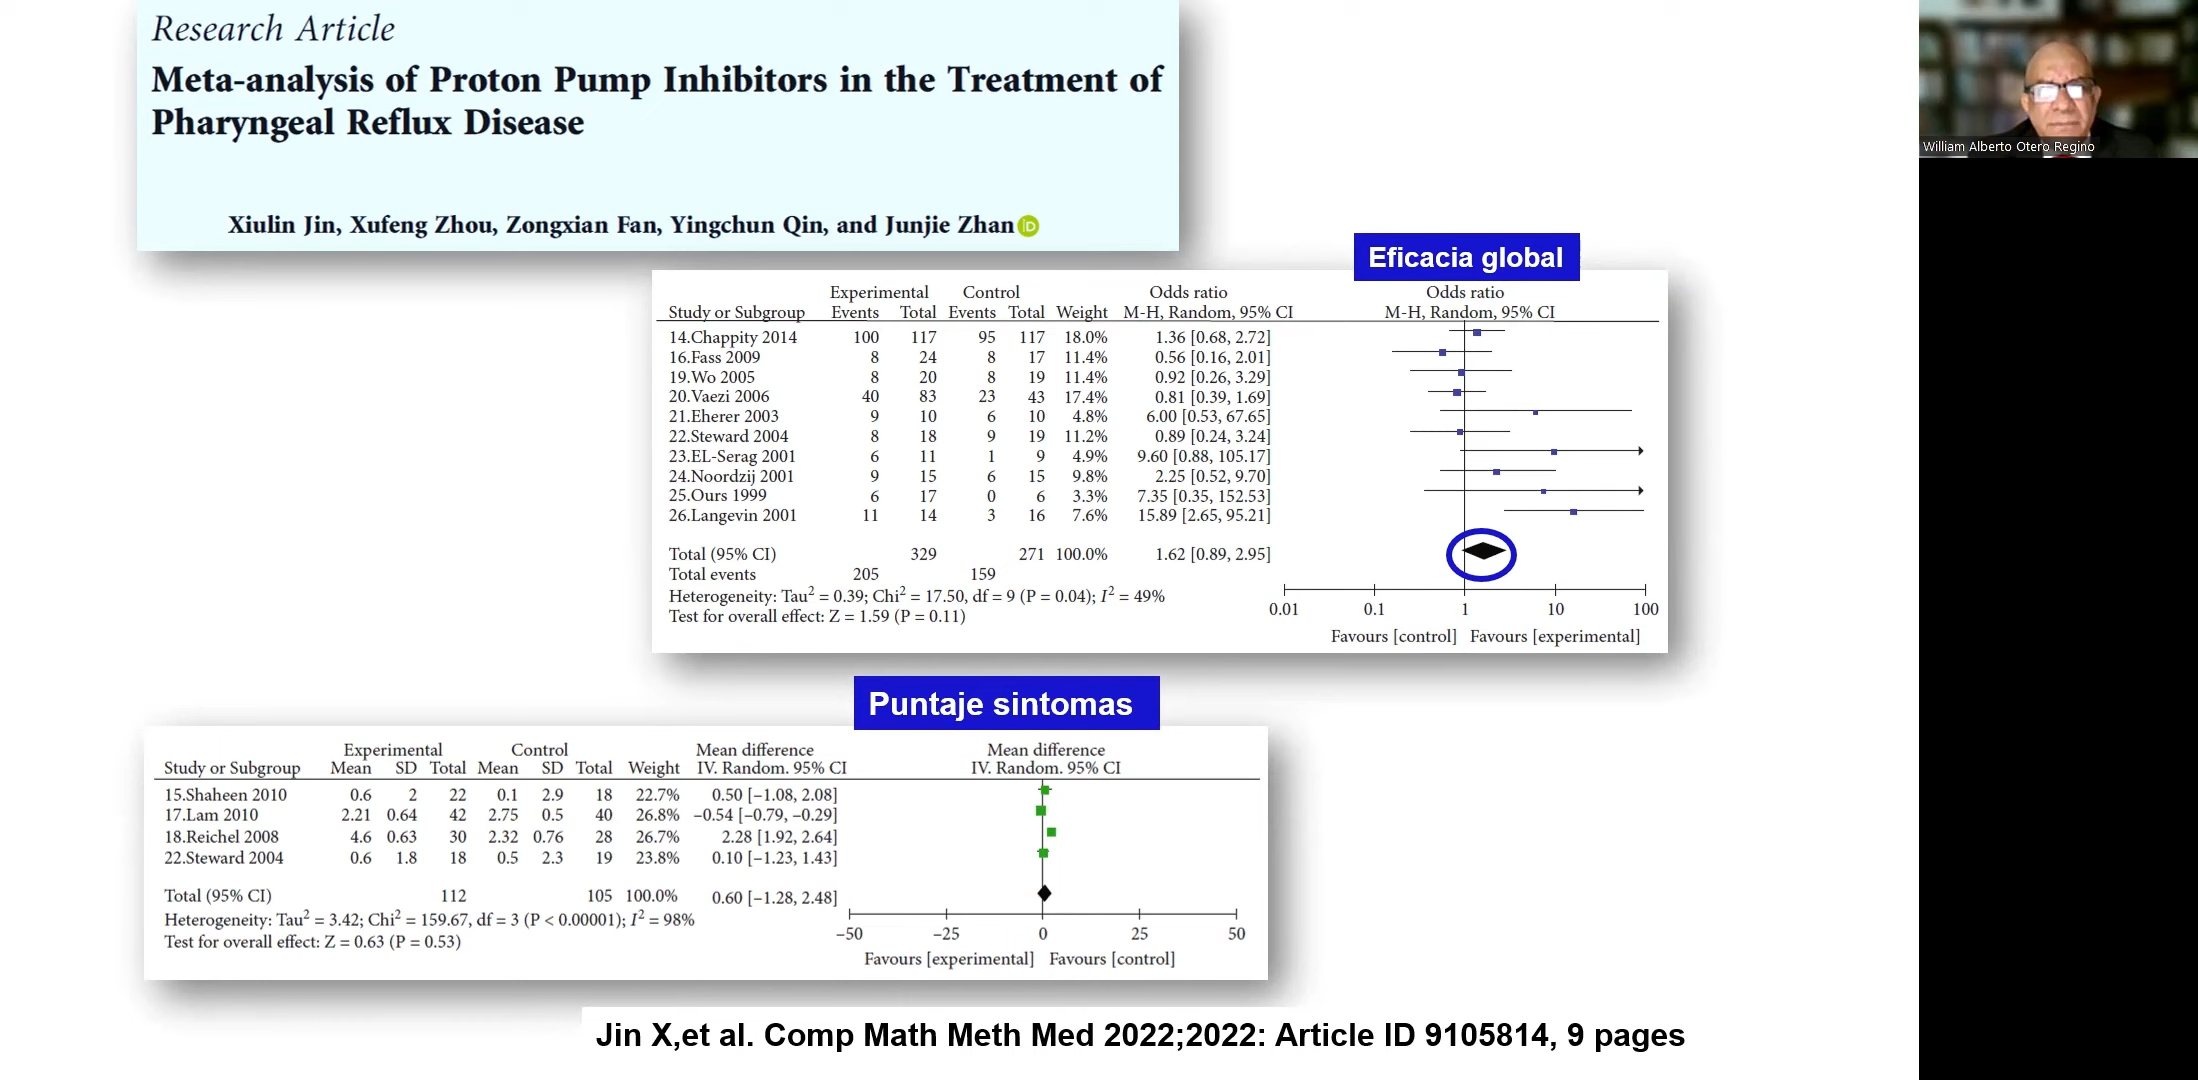 Research Article
Meta-analysis of Proton Pump Inhibitors in the Treatment of
Pharyngeal Reflux Disease
Xiulin Jin, Xufeng Zhou, Zongxian Fan, Yingchun Qin, and Junjie Zhan iD
William Alberto Otero Regino
Eficacia global
Experimental Control Odds ratio Odds ratio
Study or Subgroup Events Total Events Total Weight M-H, Random, 95% CI M-H, Random, 95% CI
14.Chappity 2014 100 117 95 117 18.0% 1.36 [0.68, 2.72]
16.Fass 2009 8 24 8 17 11.4% 0.56 [0.16, 2.01]
19.Wo 2005 8 20 8 19 11.4% 0.92 [0.26, 3.29]
20.Vaezi 2006 40 83 23 43 17.4% 0.81 [0.39, 1.69]
21.Eherer 2003 9 10 6 10 4.8% 6.00 [0.53, 67.65]
22.Steward 2004 8 18 9 19 11.2% 0.89 [0.24, 3.24]
23.EL-Serag 2001 6 11 1 9 4.9% 9.60 [0.88, 105.17]
24.Noordzij 2001 9 15 6 15 9.8% 2.25 [0.52, 9.70]
25.Ours 1999 6 17 0 6 3.3% 7.35 [0.35, 152.53]
26.Langevin 2001 11 14 3 16 7.6% 15.89 [2.65, 95.21]
Total (95% CI) 329 271 100.0% 1.62 [0.89, 2.95]
Total events 205 159
Heterogeneity: Tau² = 0.39; Chi² = 17.50, df = 9 (P = 0.04); I² = 49%
Test for overall effect: Z = 1.59 (P = 0.11)
0.01 0.1 1 10 100
Favours [control] Favours [experimental]
Puntaje sintomas
Experimental Control Mean difference Mean difference
Study or Subgroup Mean SD Total Mean SD Total Weight IV. Random. 95% CI IV. Random. 95% CI
15.Shaheen 2010 0.6 2 22 0.1 2.9 18 22.7% 0.50 [−1.08, 2.08]
17.Lam 2010 2.21 0.64 42 2.75 0.5 40 26.8% −0.54 [−0.79, −0.29]
18.Reichel 2008 4.6 0.63 30 2.32 0.76 28 26.7% 2.28 [1.92, 2.64]
22.Steward 2004 0.6 1.8 18 0.5 2.3 19 23.8% 0.10 [−1.23, 1.43]
Total (95% CI) 112 105 100.0% 0.60 [−1.28, 2.48]
Heterogeneity: Tau² = 3.42; Chi² = 159.67, df = 3 (P < 0.00001); I² = 98%
Test for overall effect: Z = 0.63 (P = 0.53)
−50 −25 0 25 50
Favours [experimental] Favours [control]
Jin X,et al. Comp Math Meth Med 2022;2022: Article ID 9105814, 9 pages